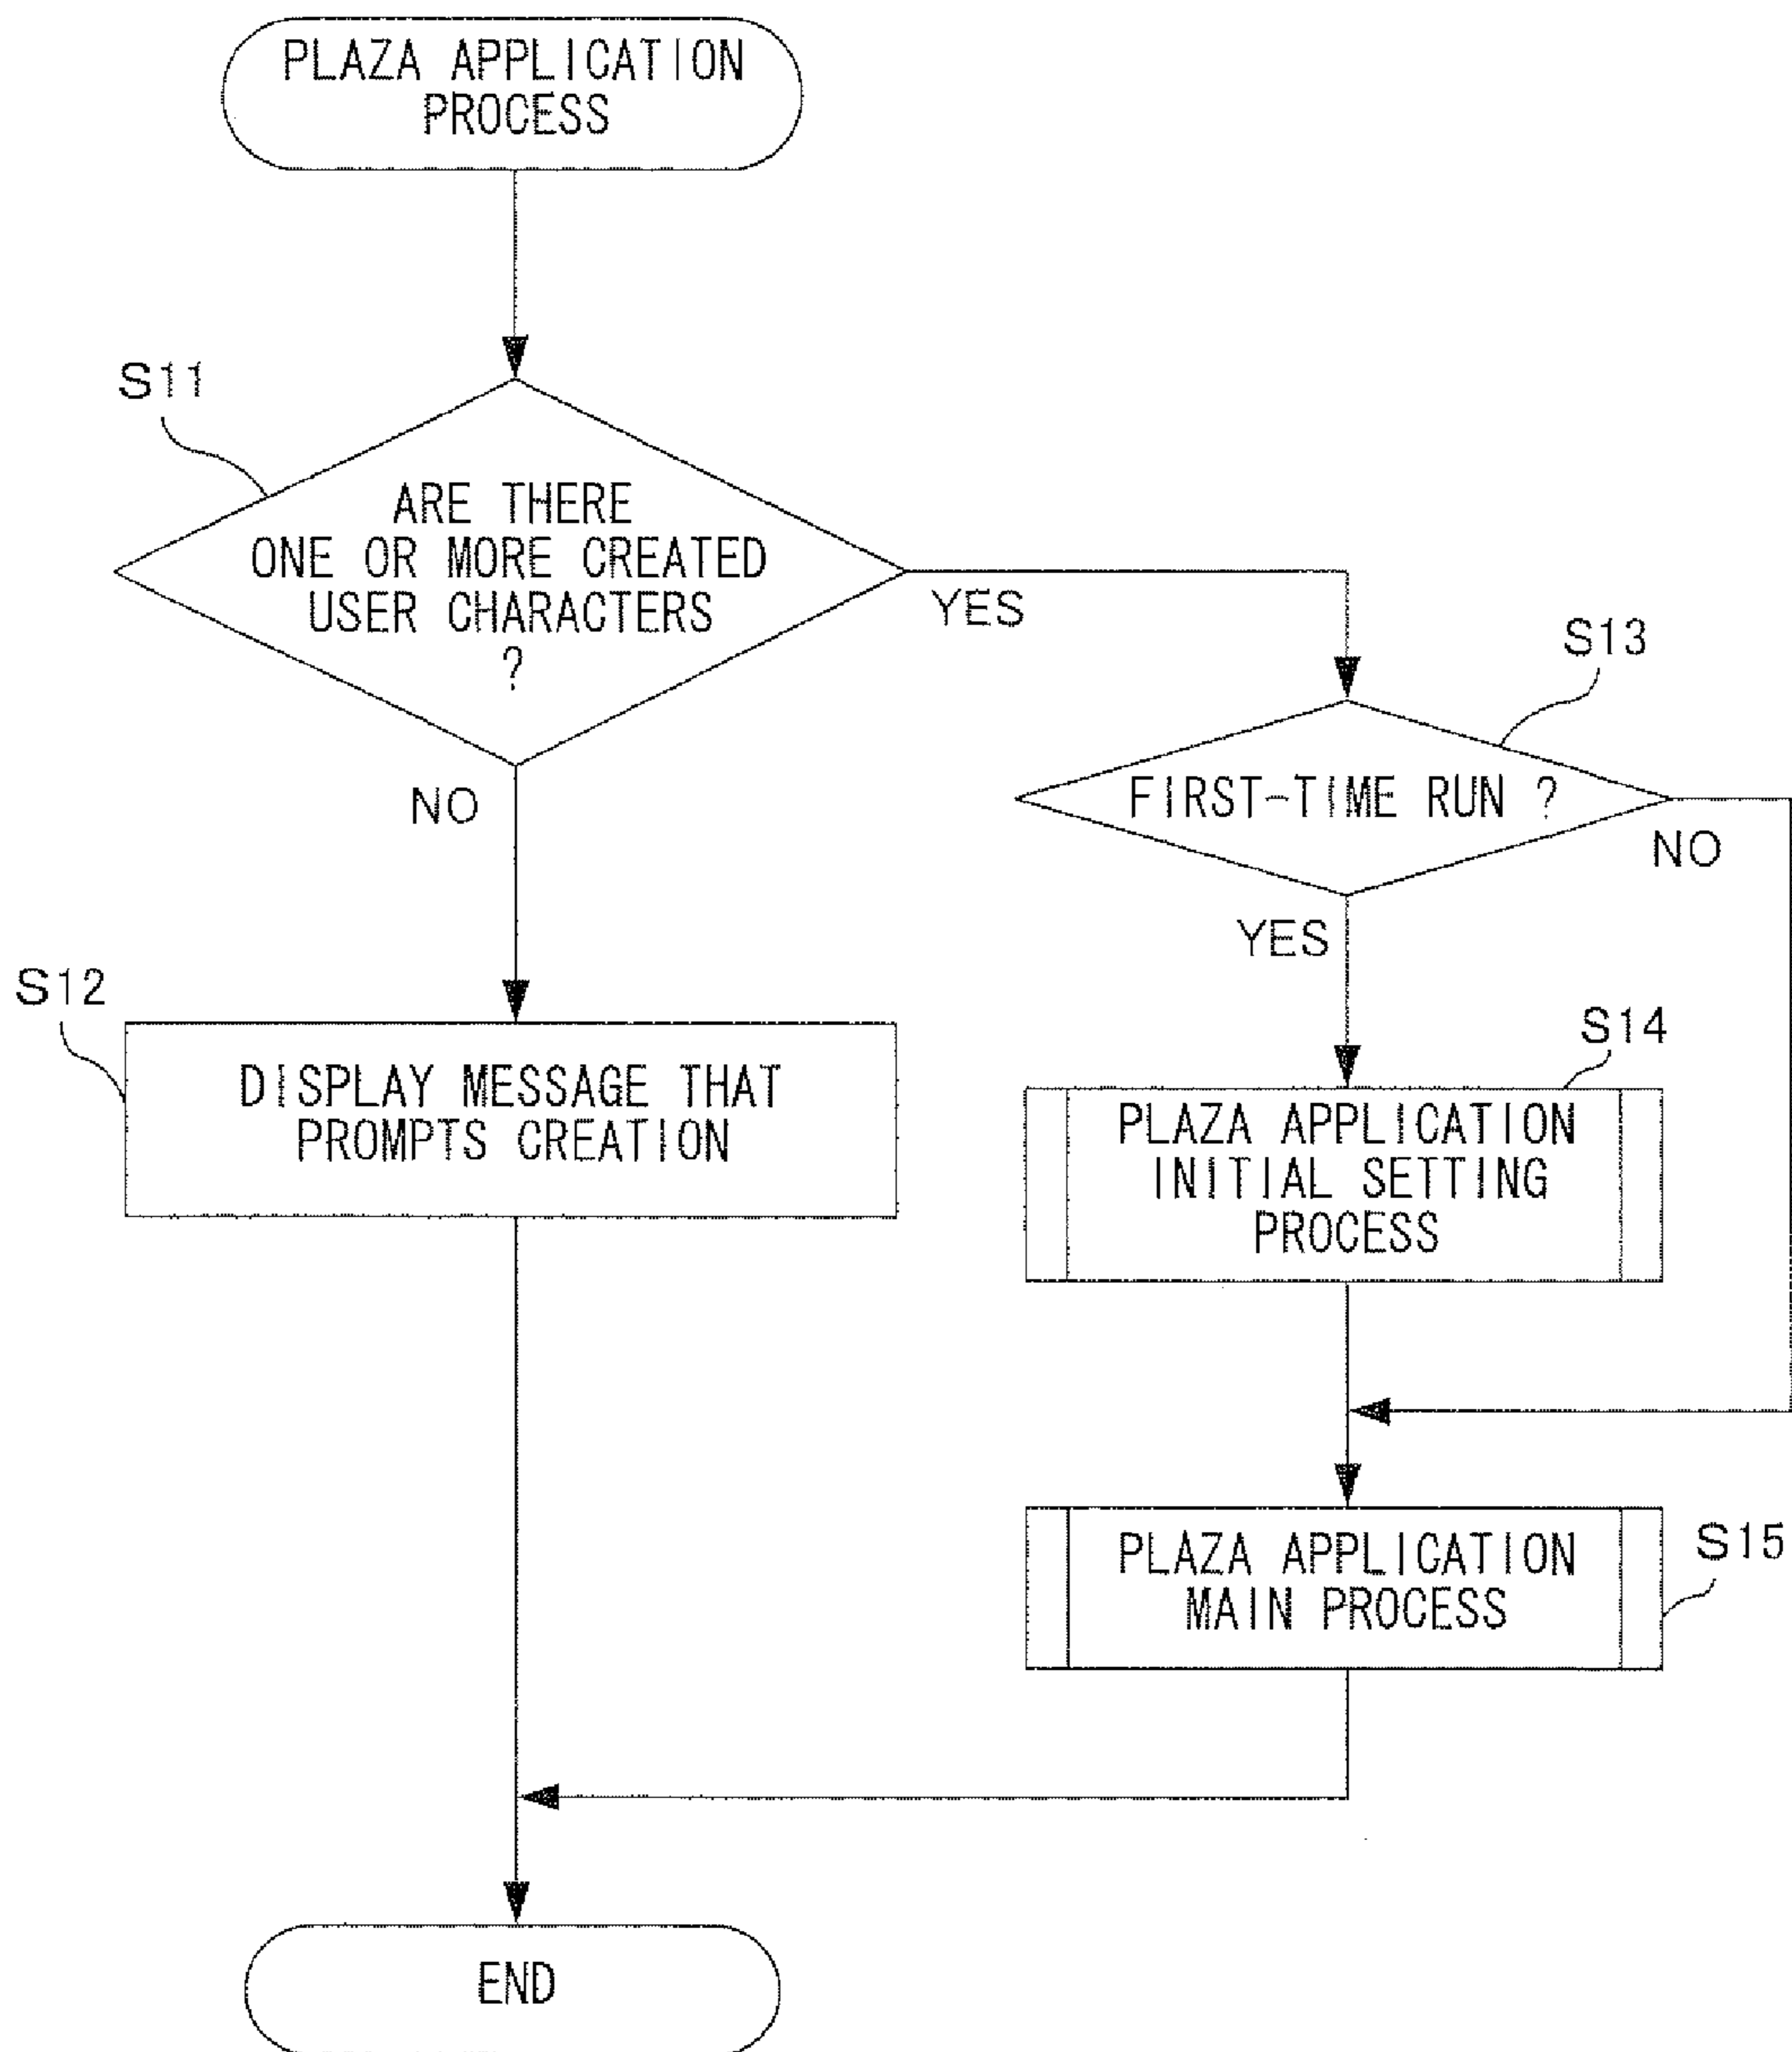 PLAZA APPLICATION
PROCESS
S11
ARE THERE
ONE OR MORE CREATED
USER CHARACTERS
?
YES
NO
S13
FIRST-TIME RUN ?
NO
YES
S12
DISPLAY MESSAGE THAT
PROMPTS CREATION
S14
PLAZA APPLICATION
INITIAL SETTING
PROCESS
S15
PLAZA APPLICATION
MAIN PROCESS
END